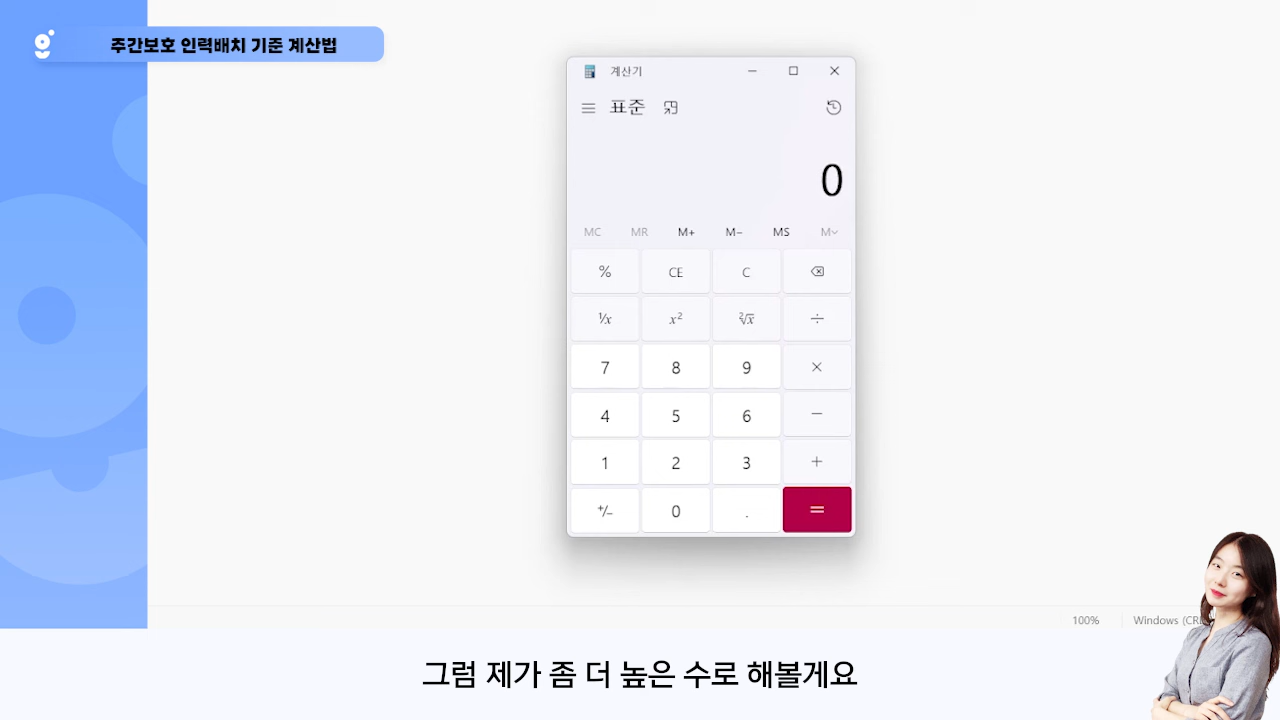 주간보호 인력배치 기준 계산법
계산기
표준
0
MC MR M+ M− MS M˅
% CE C
¹/x x² ²√x ÷
7 8 9 ×
4 5 6 −
1 2 3 +
+/− 0 . =
100% Windows (CRL
그럼 제가 좀 더 높은 수로 해볼게요